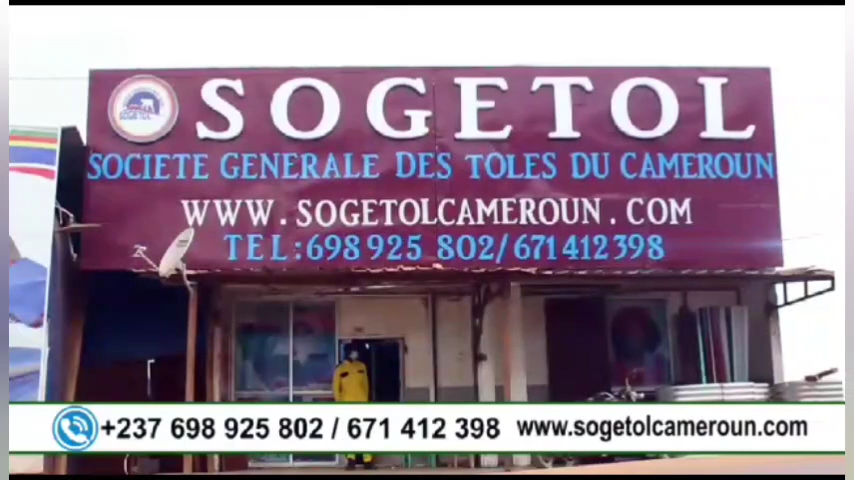 SOGETOL
SOCIETE GENERALE DES TOLES DU CAMEROUN
WWW.SOGETOLCAMEROUN.COM
TEL:698 925 802/671 412 398
+237 698 925 802 / 671 412 398 www.sogetolcameroun.com